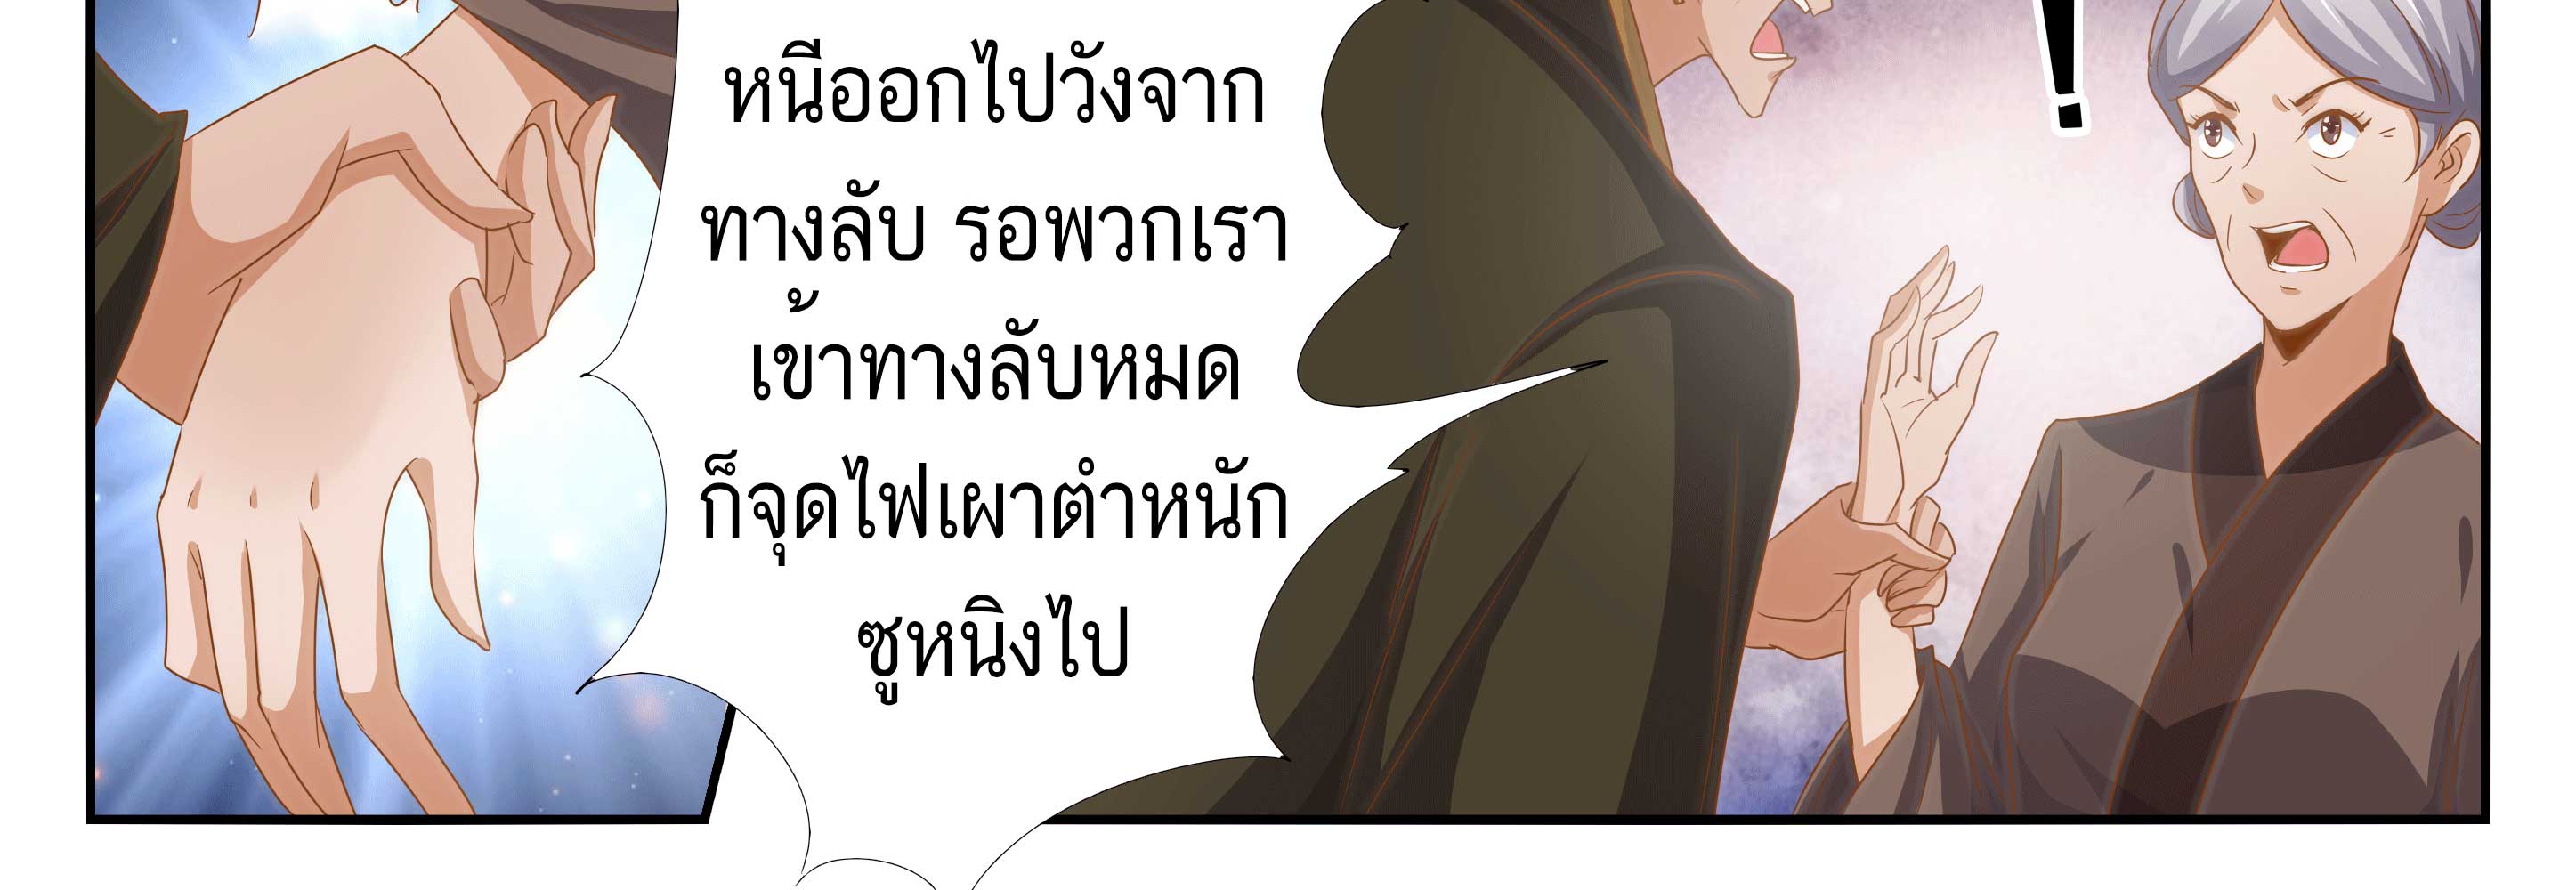 หนีออกไปวังจาก
ทางลับ รอพวกเรา
เข้าทางลับหมด
ก็จุดไฟเผาตำหนัก
ซูหนิงไป
!